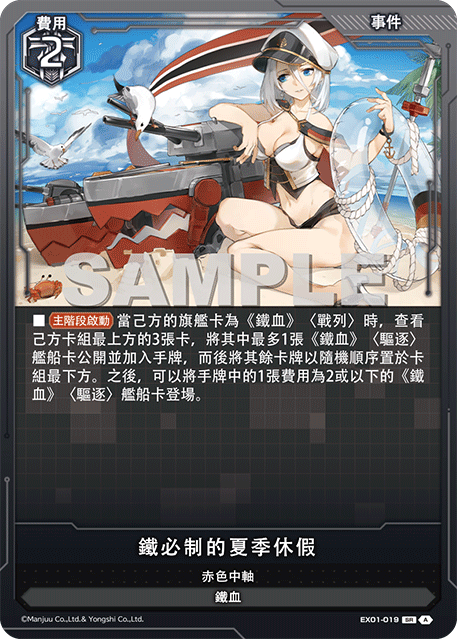 費用
事件
2
SAMPLE
■ 主階段啟動 當己方的旗艦卡為《鐵血》〈戰列〉時，查看
己方卡組最上方的3張卡，將其中最多1張《鐵血》〈驅逐〉
艦船卡公開並加入手牌，而後將其餘卡牌以隨機順序置於卡
組最下方。之後，可以將手牌中的1張費用為2或以下的《鐵
血》〈驅逐〉艦船卡登場。
鐵必制的夏季休假
赤色中軸
鐵血
©Manjuu Co.,Ltd.& Yongshi Co.,Ltd.
EX01-019 SR A